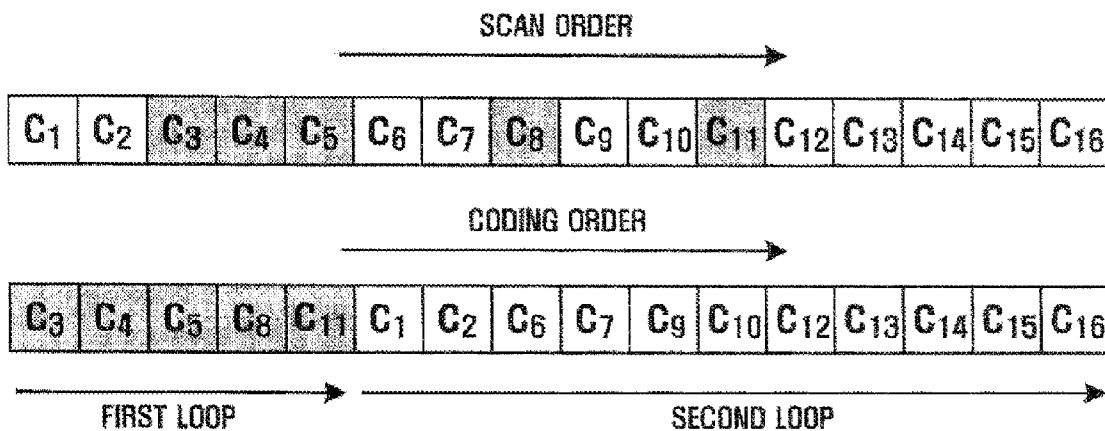 SCAN ORDER
C1 C2 C3 C4 C5 C6 C7 C8 C9 C10 C11 C12 C13 C14 C15 C16
CODING ORDER
C3 C4 C5 C8 C11 C1 C2 C6 C7 C9 C10 C12 C13 C14 C15 C16
FIRST LOOP SECOND LOOP